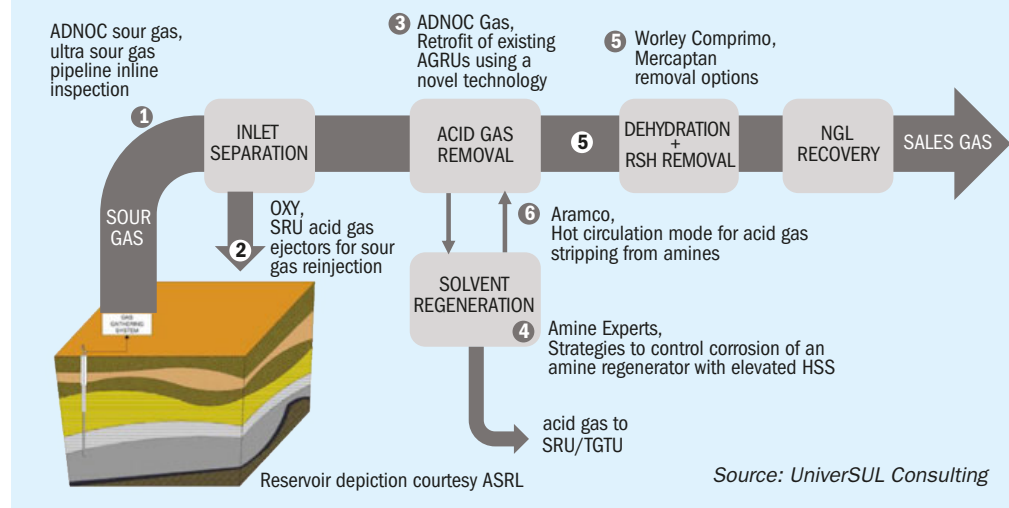 ADNOC sour gas,
ultra sour gas
pipeline inline
inspection
1
3 ADNOC Gas,
Retrofit of existing
AGRUs using a
novel technology
5 Worley Comprimo,
Mercaptan
removal options
INLET
SEPARATION
ACID GAS
REMOVAL
5
DEHYDRATION
+
RSH REMOVAL
NGL
RECOVERY
SALES GAS
SOUR
GAS
2
OXY,
SRU acid gas
ejectors for sour
gas reinjection
6 Aramco,
Hot circulation mode for acid gas
stripping from amines
SOLVENT
REGENERATION
4 Amine Experts,
Strategies to control corrosion of an
amine regenerator with elevated HSS
GAS
GATHERING
SYSTEM
acid gas to
SRU/TGTU
Reservoir depiction courtesy ASRL
Source: UniverSUL Consulting